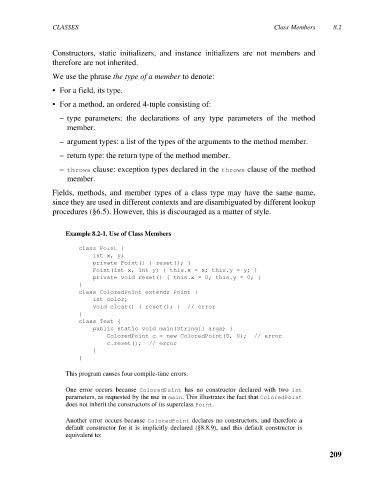 CLASSES Class Members 8.2
Constructors, static initializers, and instance initializers are not members and
therefore are not inherited.
We use the phrase the type of a member to denote:
• For a field, its type.
• For a method, an ordered 4-tuple consisting of:
– type parameters: the declarations of any type parameters of the method
member.
– argument types: a list of the types of the arguments to the method member.
– return type: the return type of the method member.
– throws clause: exception types declared in the throws clause of the method
member.
Fields, methods, and member types of a class type may have the same name,
since they are used in different contexts and are disambiguated by different lookup
procedures (§6.5). However, this is discouraged as a matter of style.
Example 8.2-1. Use of Class Members
class Point {
int x, y;
private Point() { reset(); }
Point(int x, int y) { this.x = x; this.y = y; }
private void reset() { this.x = 0; this.y = 0; }
}
class ColoredPoint extends Point {
int color;
void clear() { reset(); } // error
}
class Test {
public static void main(String[] args) {
ColoredPoint c = new ColoredPoint(0, 0); // error
c.reset(); // error
}
}
This program causes four compile-time errors.
One error occurs because ColoredPoint has no constructor declared with two int
parameters, as requested by the use in main. This illustrates the fact that ColoredPoint
does not inherit the constructors of its superclass Point.
Another error occurs because ColoredPoint declares no constructors, and therefore a
default constructor for it is implicitly declared (§8.8.9), and this default constructor is
equivalent to:
209